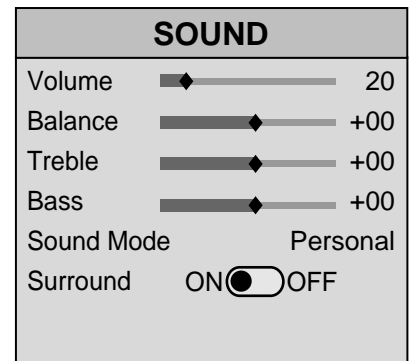 SOUND
Volume 20
Balance +00
Treble +00
Bass +00
Sound Mode Personal
Surround ON OFF